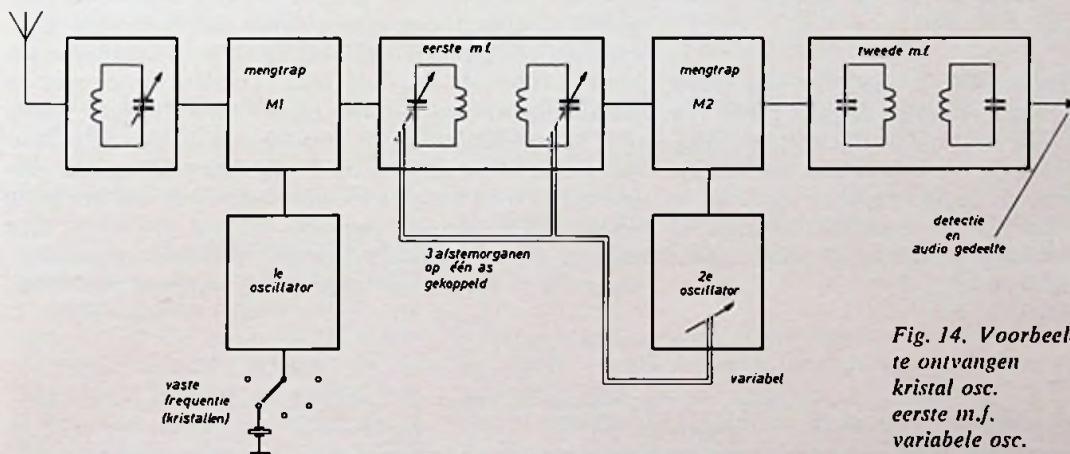 eerste m.f.
tweede m.f.
mengtrap
M1
mengtrap
M2
1e
oscillator
3 afstemorganen
op één as
gekoppeld
2e
oscillator
detectie
en
audio gedeelte
variabel
vaste
frequentie
(kristallen)
Fig. 14. Voorbeel
te ontvangen
kristal osc.
eerste m.f.
variabele osc.